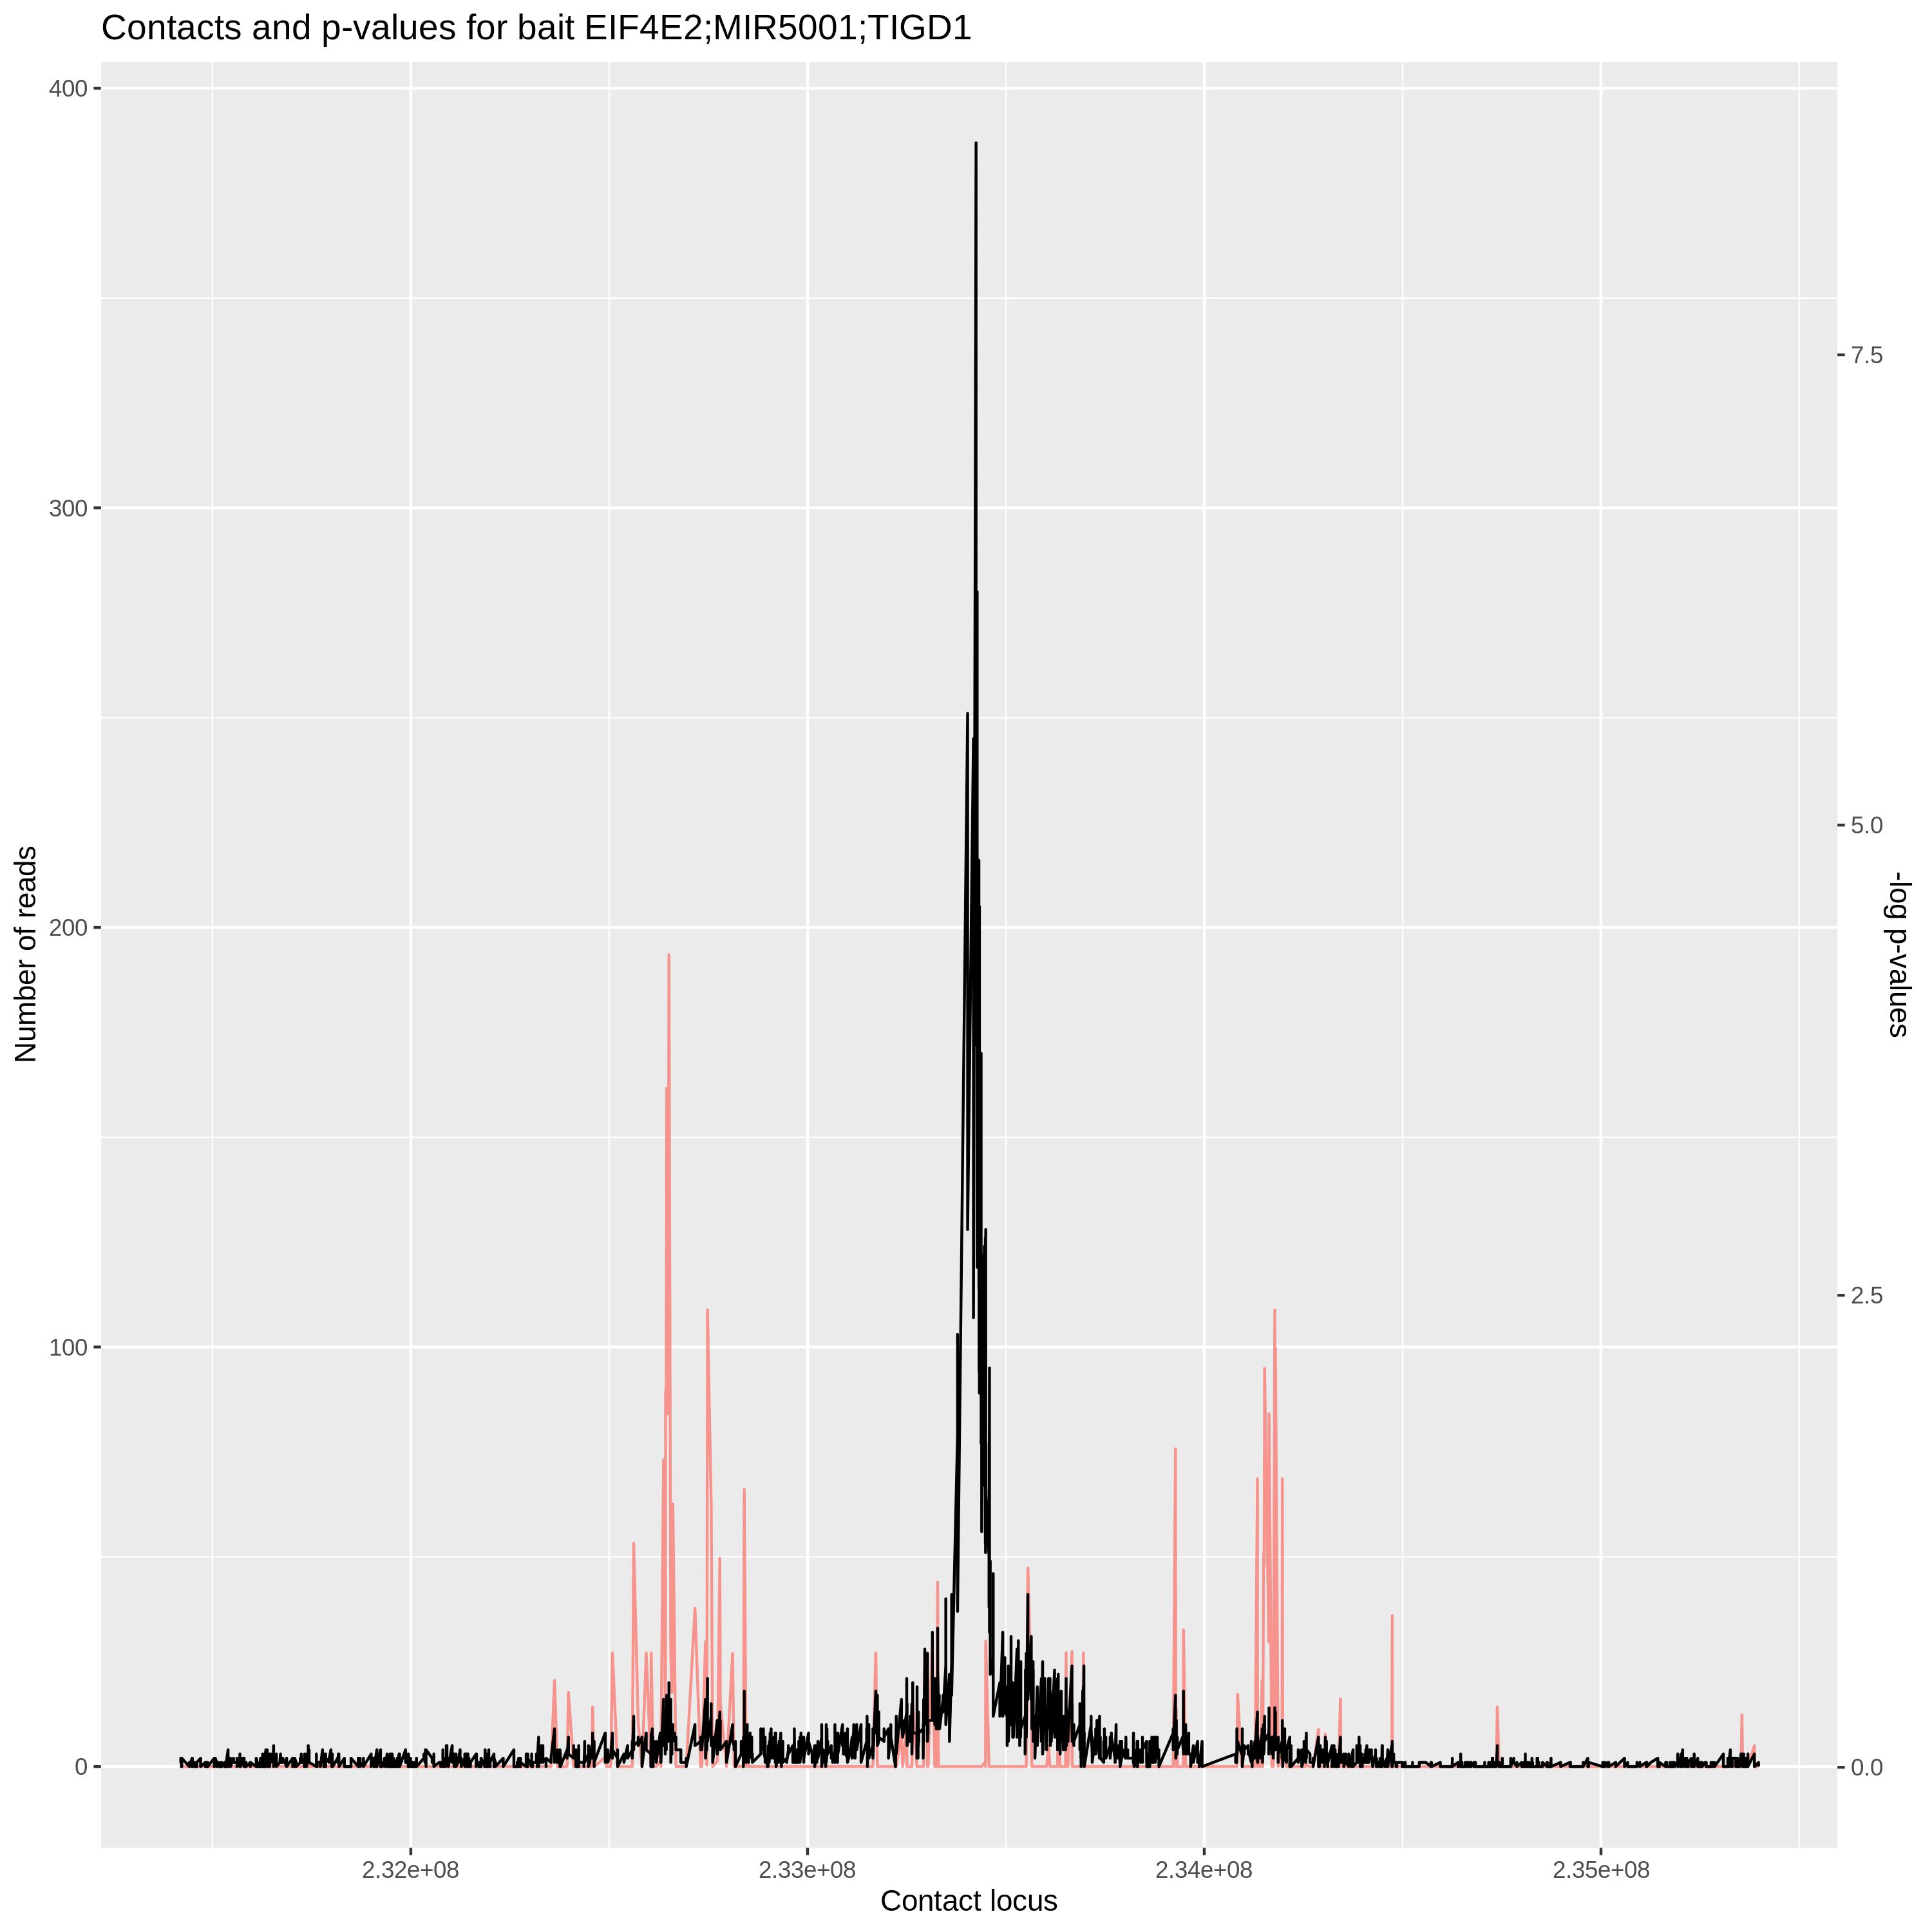 Contacts and p-values for bait EIF4E2;MIR5001;TIGD1
400
300
200
100
0
Number of reads
7.5
5.0
2.5
0.0
-log p-values
2.32e+08
2.33e+08
2.34e+08
2.35e+08
Contact locus